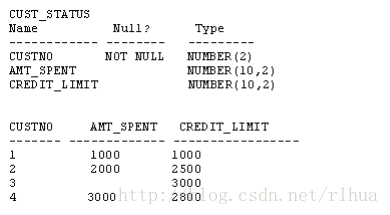 CUST_STATUS
Name Null? Type
------------- -------- ---------
CUSTNO NOT NULL NUMBER(2)
AMT_SPENT NUMBER(10,2)
CREDIT_LIMIT NUMBER(10,2)
CUSTNO AMT_SPENT CREDIT_LIMIT
------- ------------- -----------------
1 1000 1000
2 2000 2500
3 3000
4 3000 2800
http://blog.csdn.net/rlhua